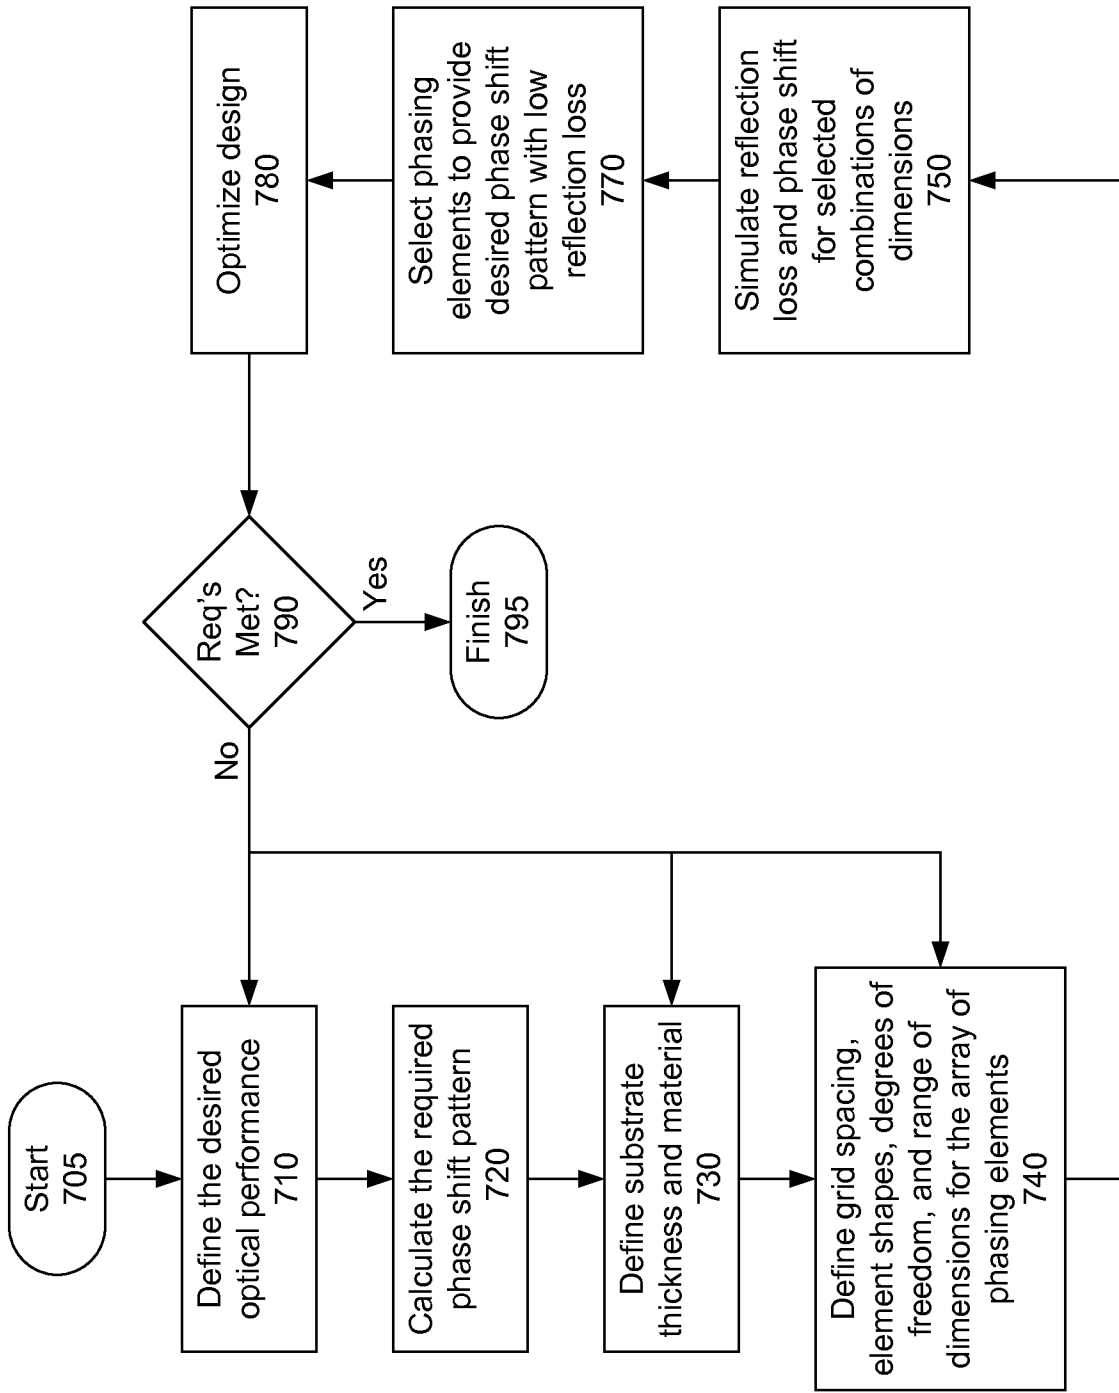 Start
705
Define the desired
optical performance
710
Calculate the required
phase shift pattern
720
Define substrate
thickness and material
730
Define grid spacing,
element shapes, degrees of
freedom, and range of
dimensions for the array of
phasing elements
740
Simulate reflection
loss and phase shift
for selected
combinations of
dimensions
750
Select phasing
elements to provide
desired phase shift
pattern with low
reflection loss
770
Optimize design
780
Req's
Met?
790
No
Yes
Finish
795